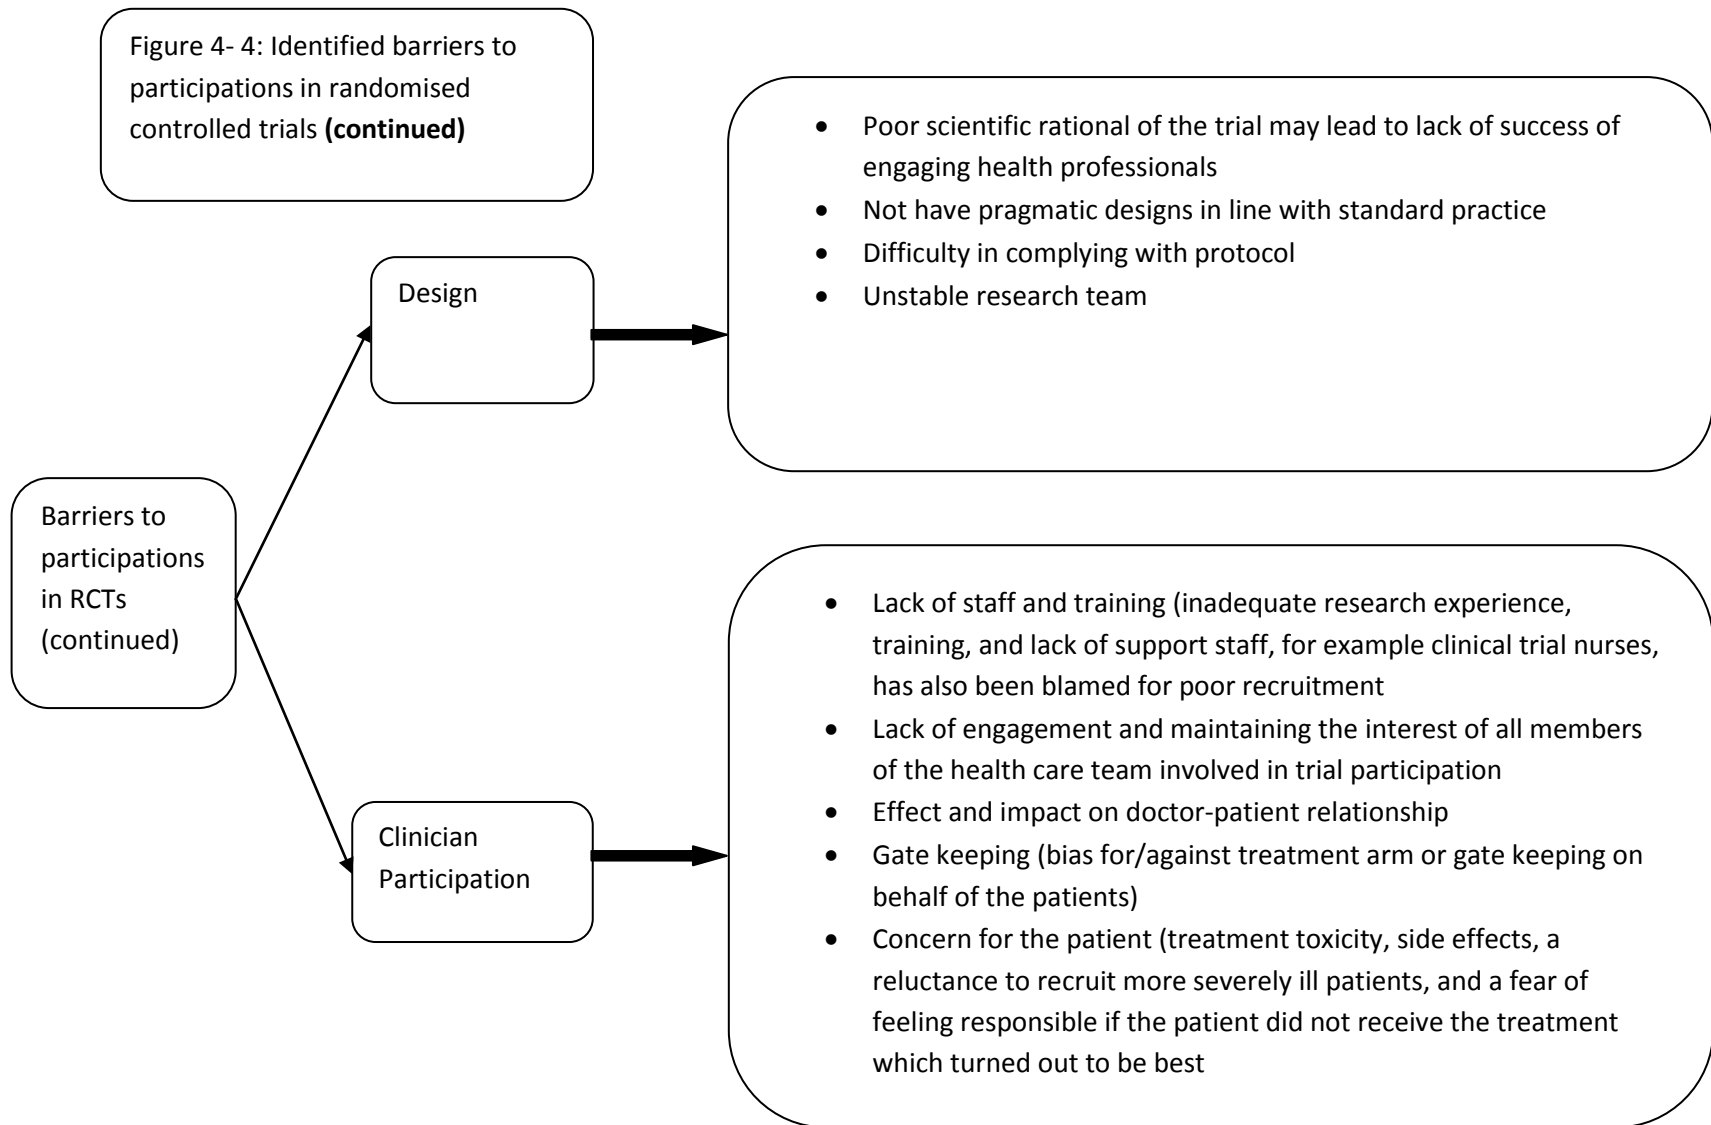 Figure 4- 4: Identified barriers to
participations in randomised
controlled trials (continued)
• Poor scientific rational of the trial may lead to lack of success of
engaging health professionals
• Not have pragmatic designs in line with standard practice
• Difficulty in complying with protocol
• Unstable research team
Design
Barriers to
participations
in RCTs
(continued)
• Lack of staff and training (inadequate research experience,
training, and lack of support staff, for example clinical trial nurses,
has also been blamed for poor recruitment
• Lack of engagement and maintaining the interest of all members
of the health care team involved in trial participation
• Effect and impact on doctor-patient relationship
• Gate keeping (bias for/against treatment arm or gate keeping on
behalf of the patients)
• Concern for the patient (treatment toxicity, side effects, a
reluctance to recruit more severely ill patients, and a fear of
feeling responsible if the patient did not receive the treatment
which turned out to be best
Clinician
Participation